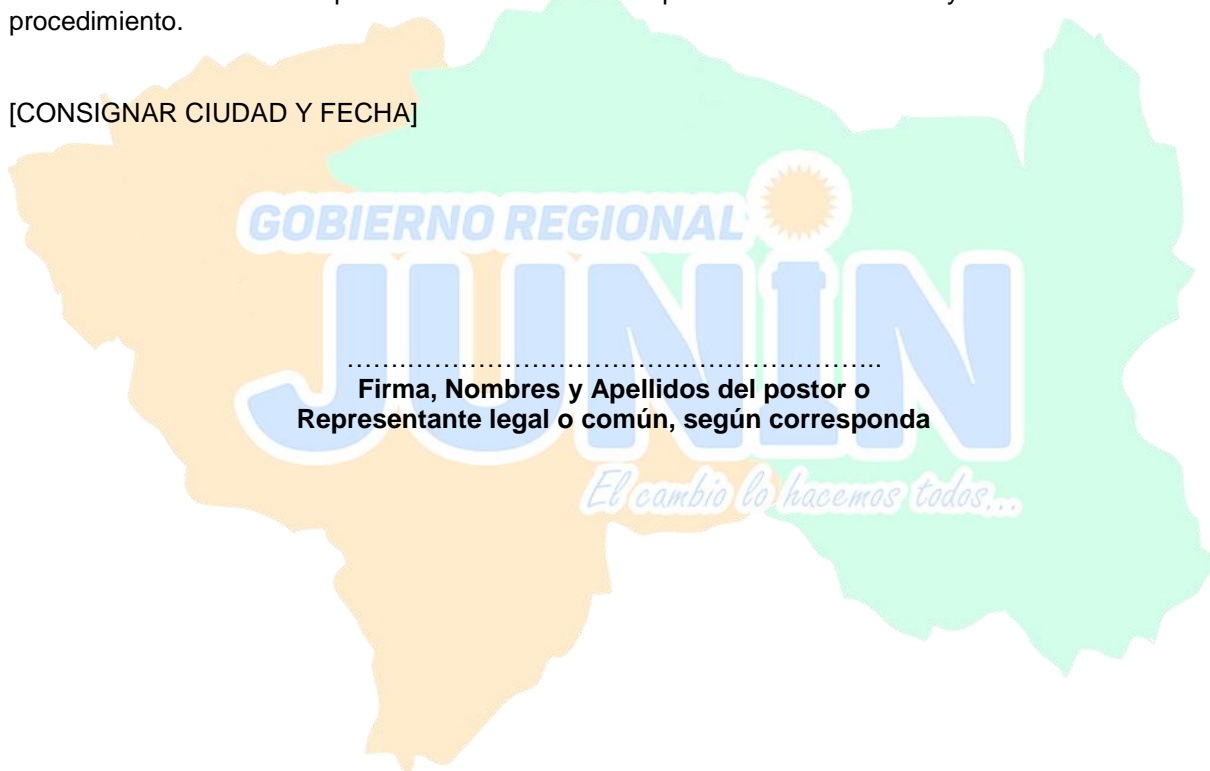 procedimiento.
[CONSIGNAR CIUDAD Y FECHA]
GOBIERNO REGIONAL
JUNÍN
…………………………………………………….
Firma, Nombres y Apellidos del postor o
Representante legal o común, según corresponda
El cambio lo hacemos todos...